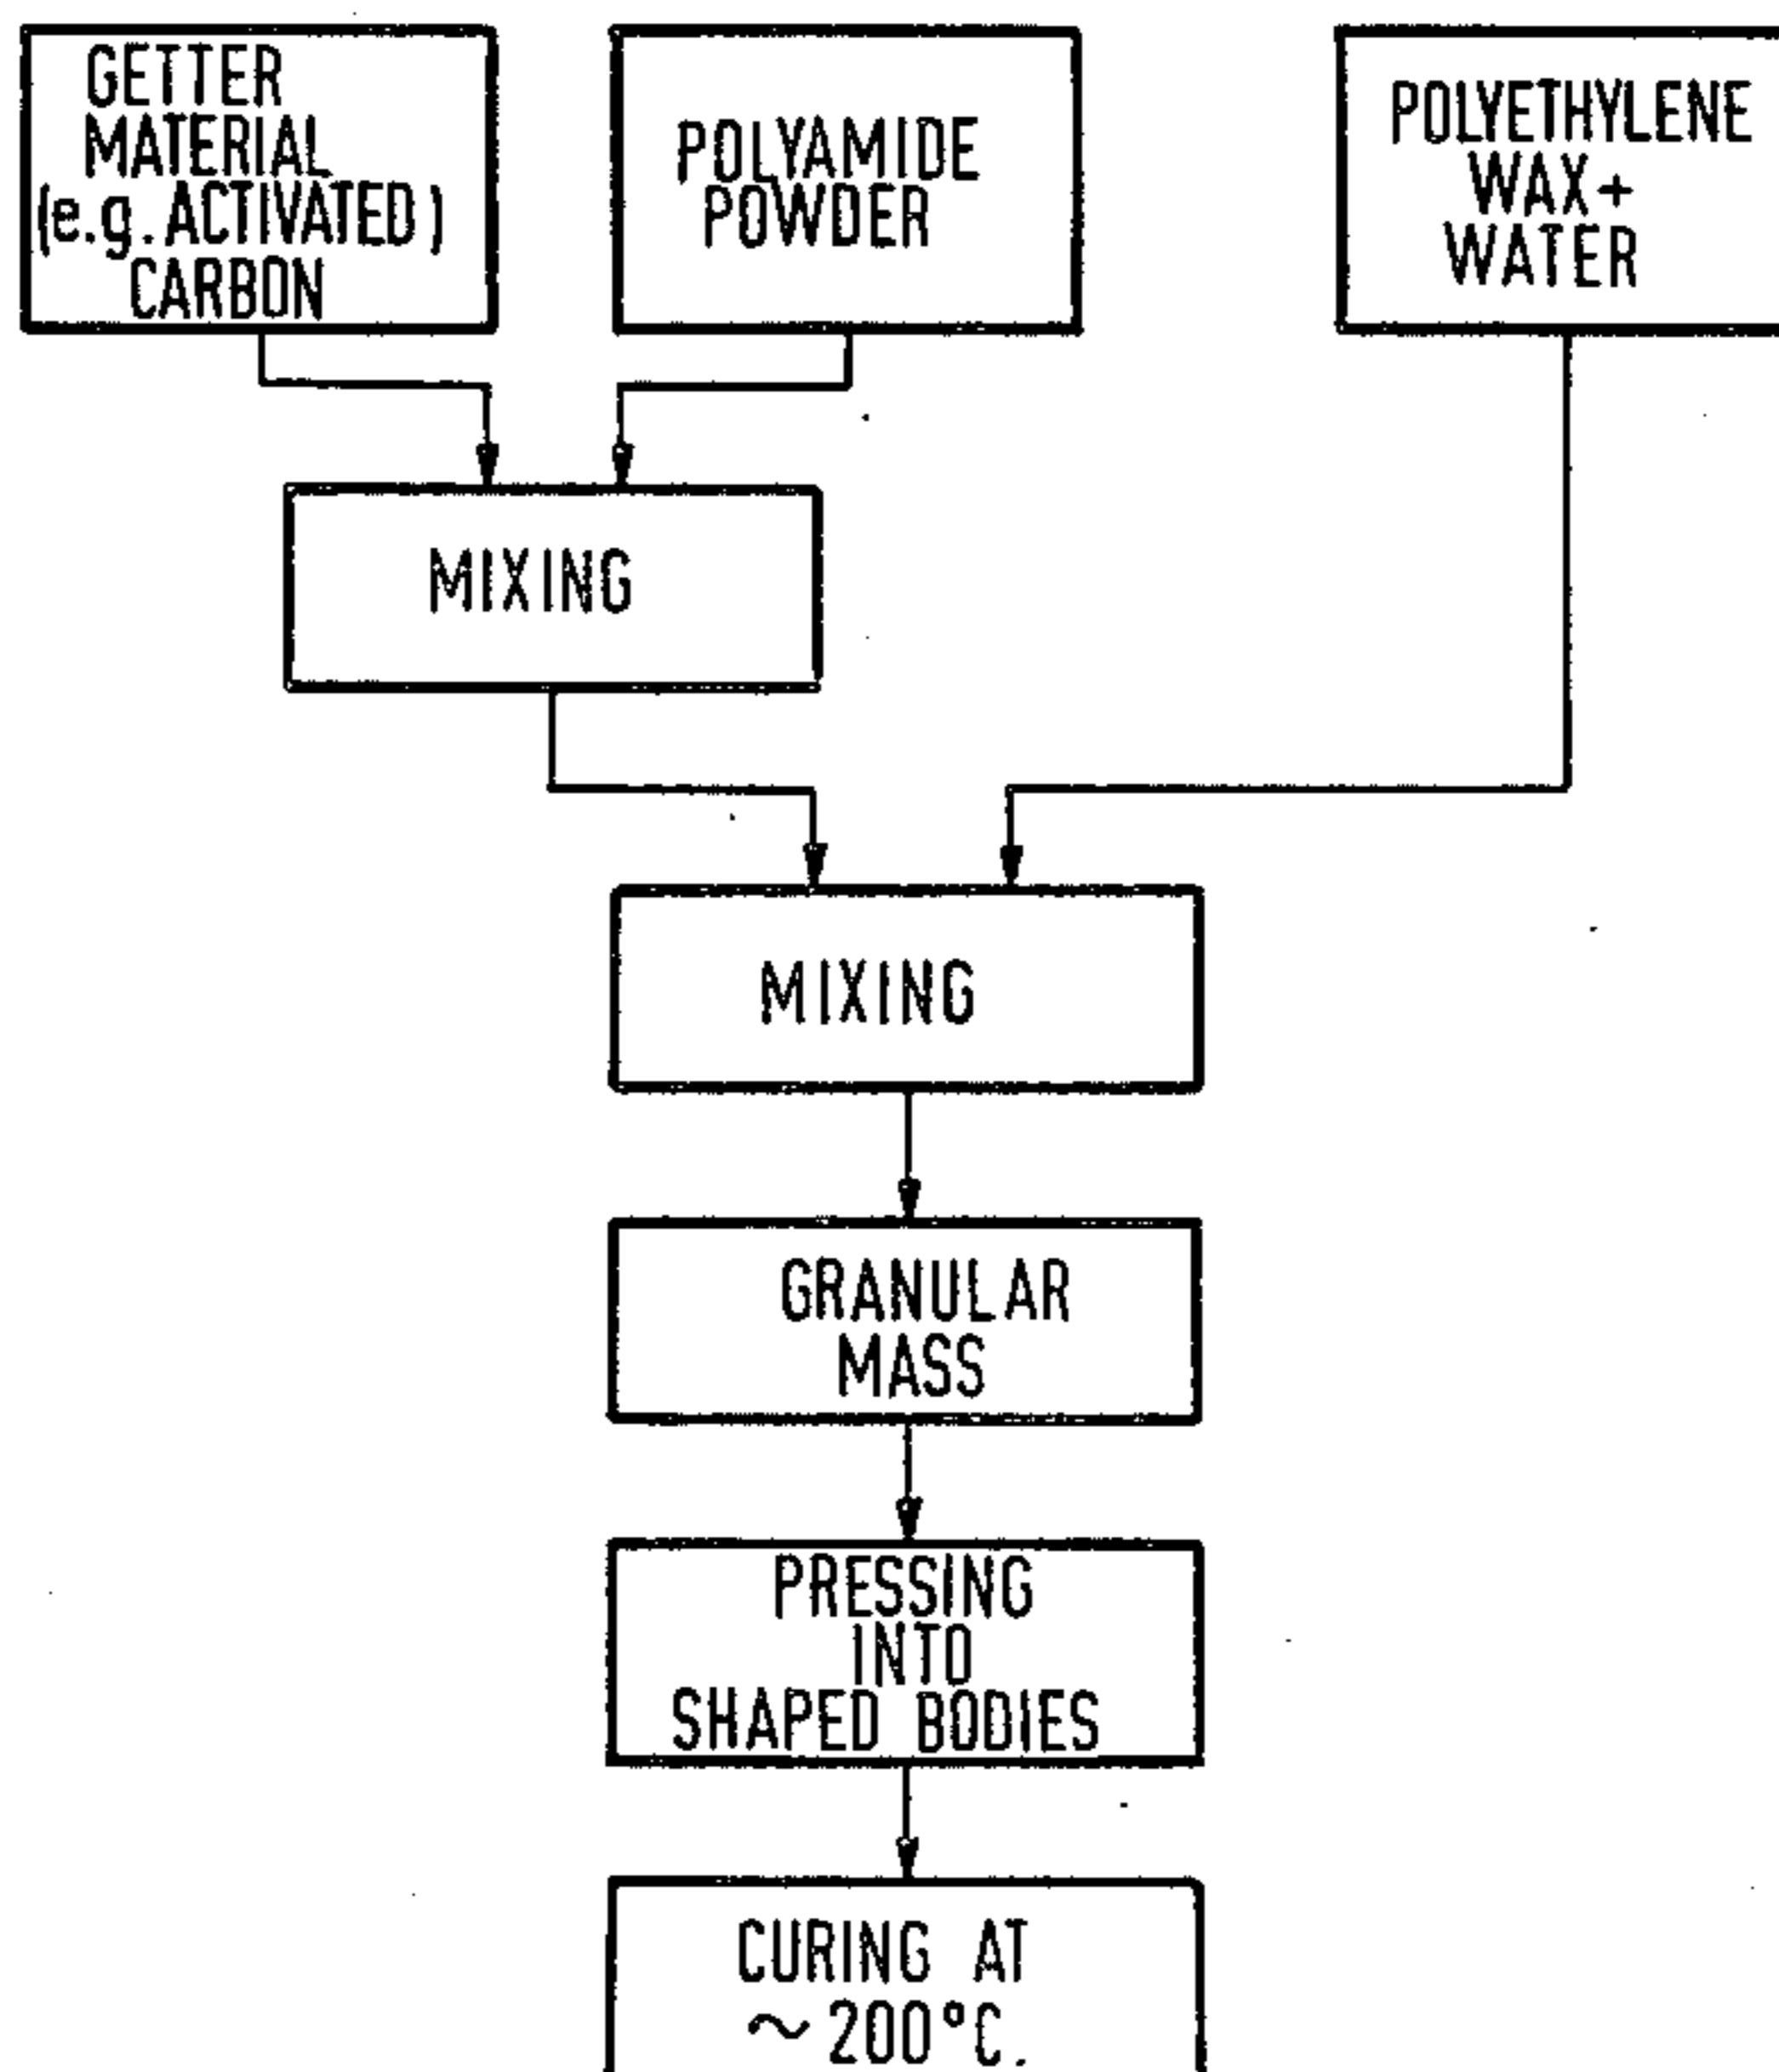 GETTER
MATERIAL
(e.g. ACTIVATED)
CARBON
POLYAMIDE
POWDER
POLYETHYLENE
WAX+
WATER
MIXING
MIXING
GRANULAR
MASS
PRESSING
INTO
SHAPED BODIES
CURING AT
~200°C.